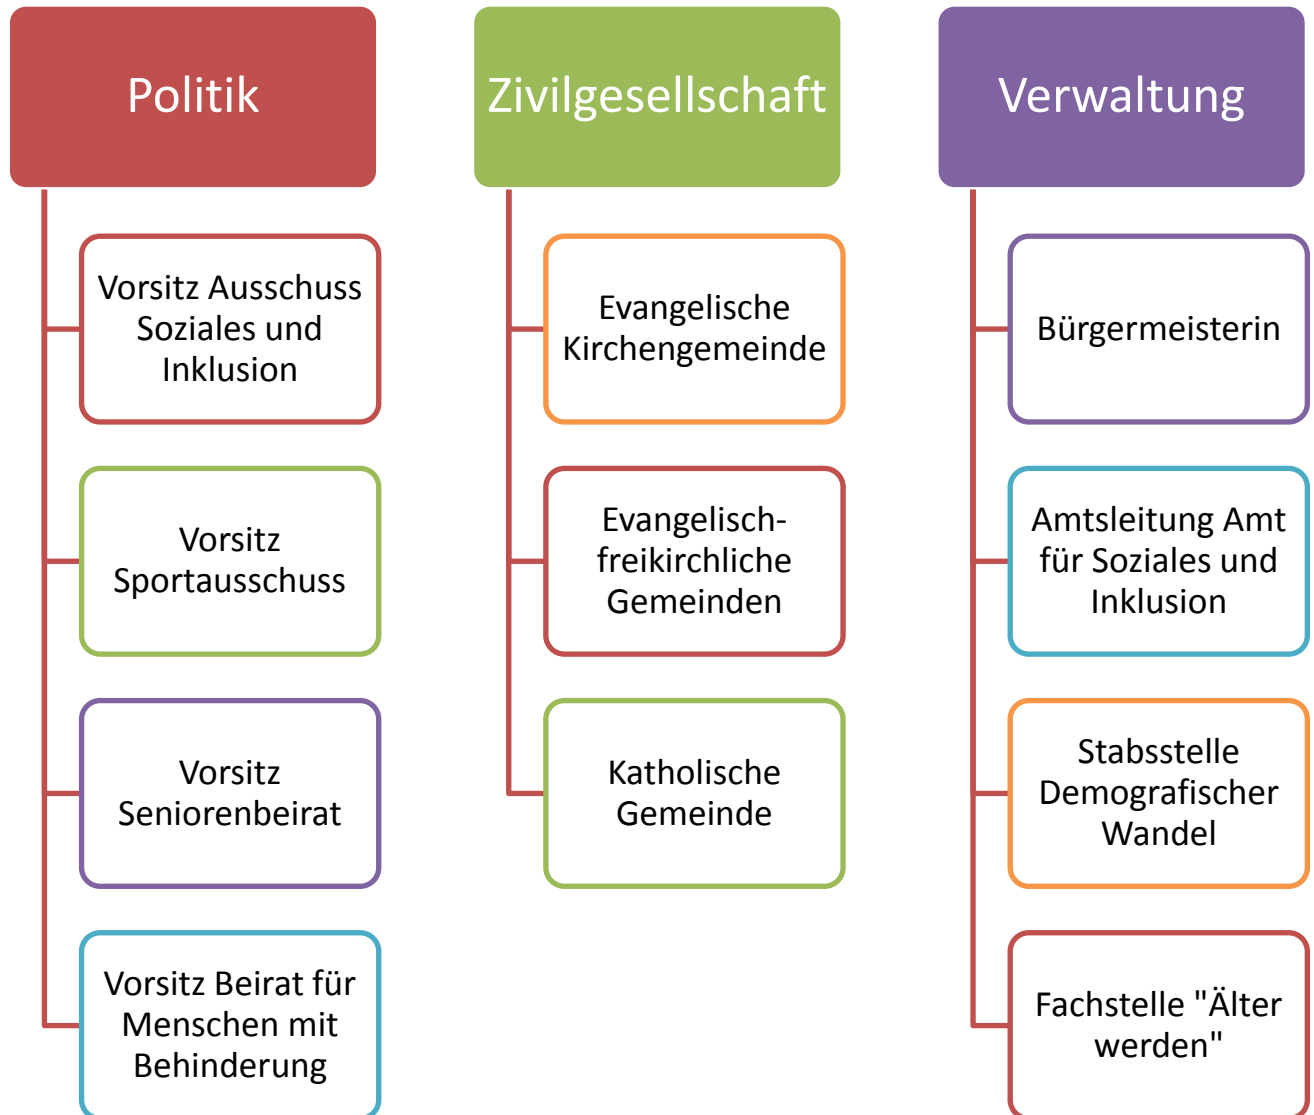 Politik
Vorsitz Ausschuss
Soziales und
Inklusion
Vorsitz
Sportausschuss
Vorsitz
Seniorenbeirat
Vorsitz Beirat für
Menschen mit
Behinderung
Zivilgesellschaft
Evangelische
Kirchengemeinde
Evangelisch-
freikirchliche
Gemeinden
Katholische
Gemeinde
Verwaltung
Bürgermeisterin
Amtsleitung Amt
für Soziales und
Inklusion
Stabsstelle
Demografischer
Wandel
Fachstelle "Älter
werden"